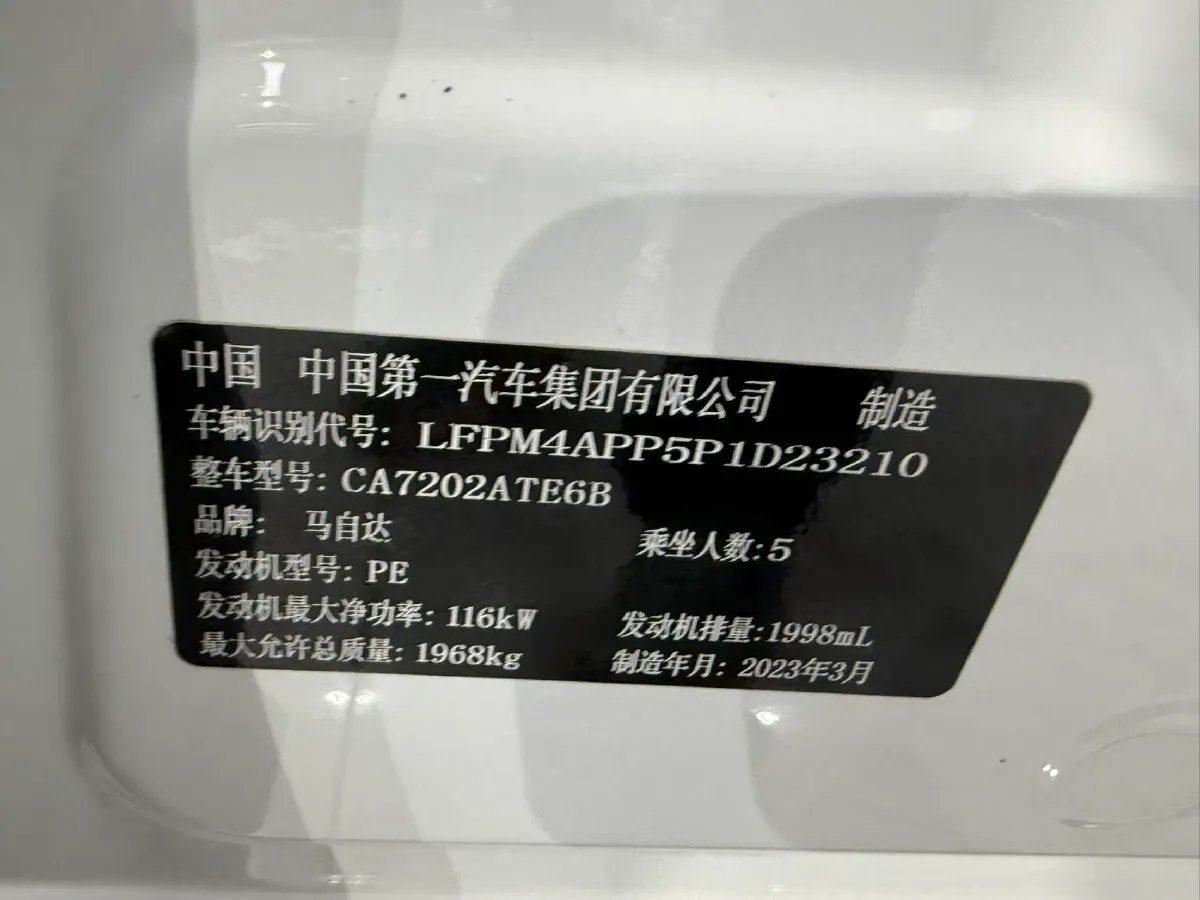 中国 中国第一汽车集团有限公司 制造
车辆识别代号: LFPM4APP5P1D23210
整车型号: CA7202ATE6B
品牌: 马自达 乘坐人数:5
发动机型号: PE
发动机最大净功率: 116kW 发动机排量:1998mL
最大允许总质量: 1968kg 制造年月: 2023年3月